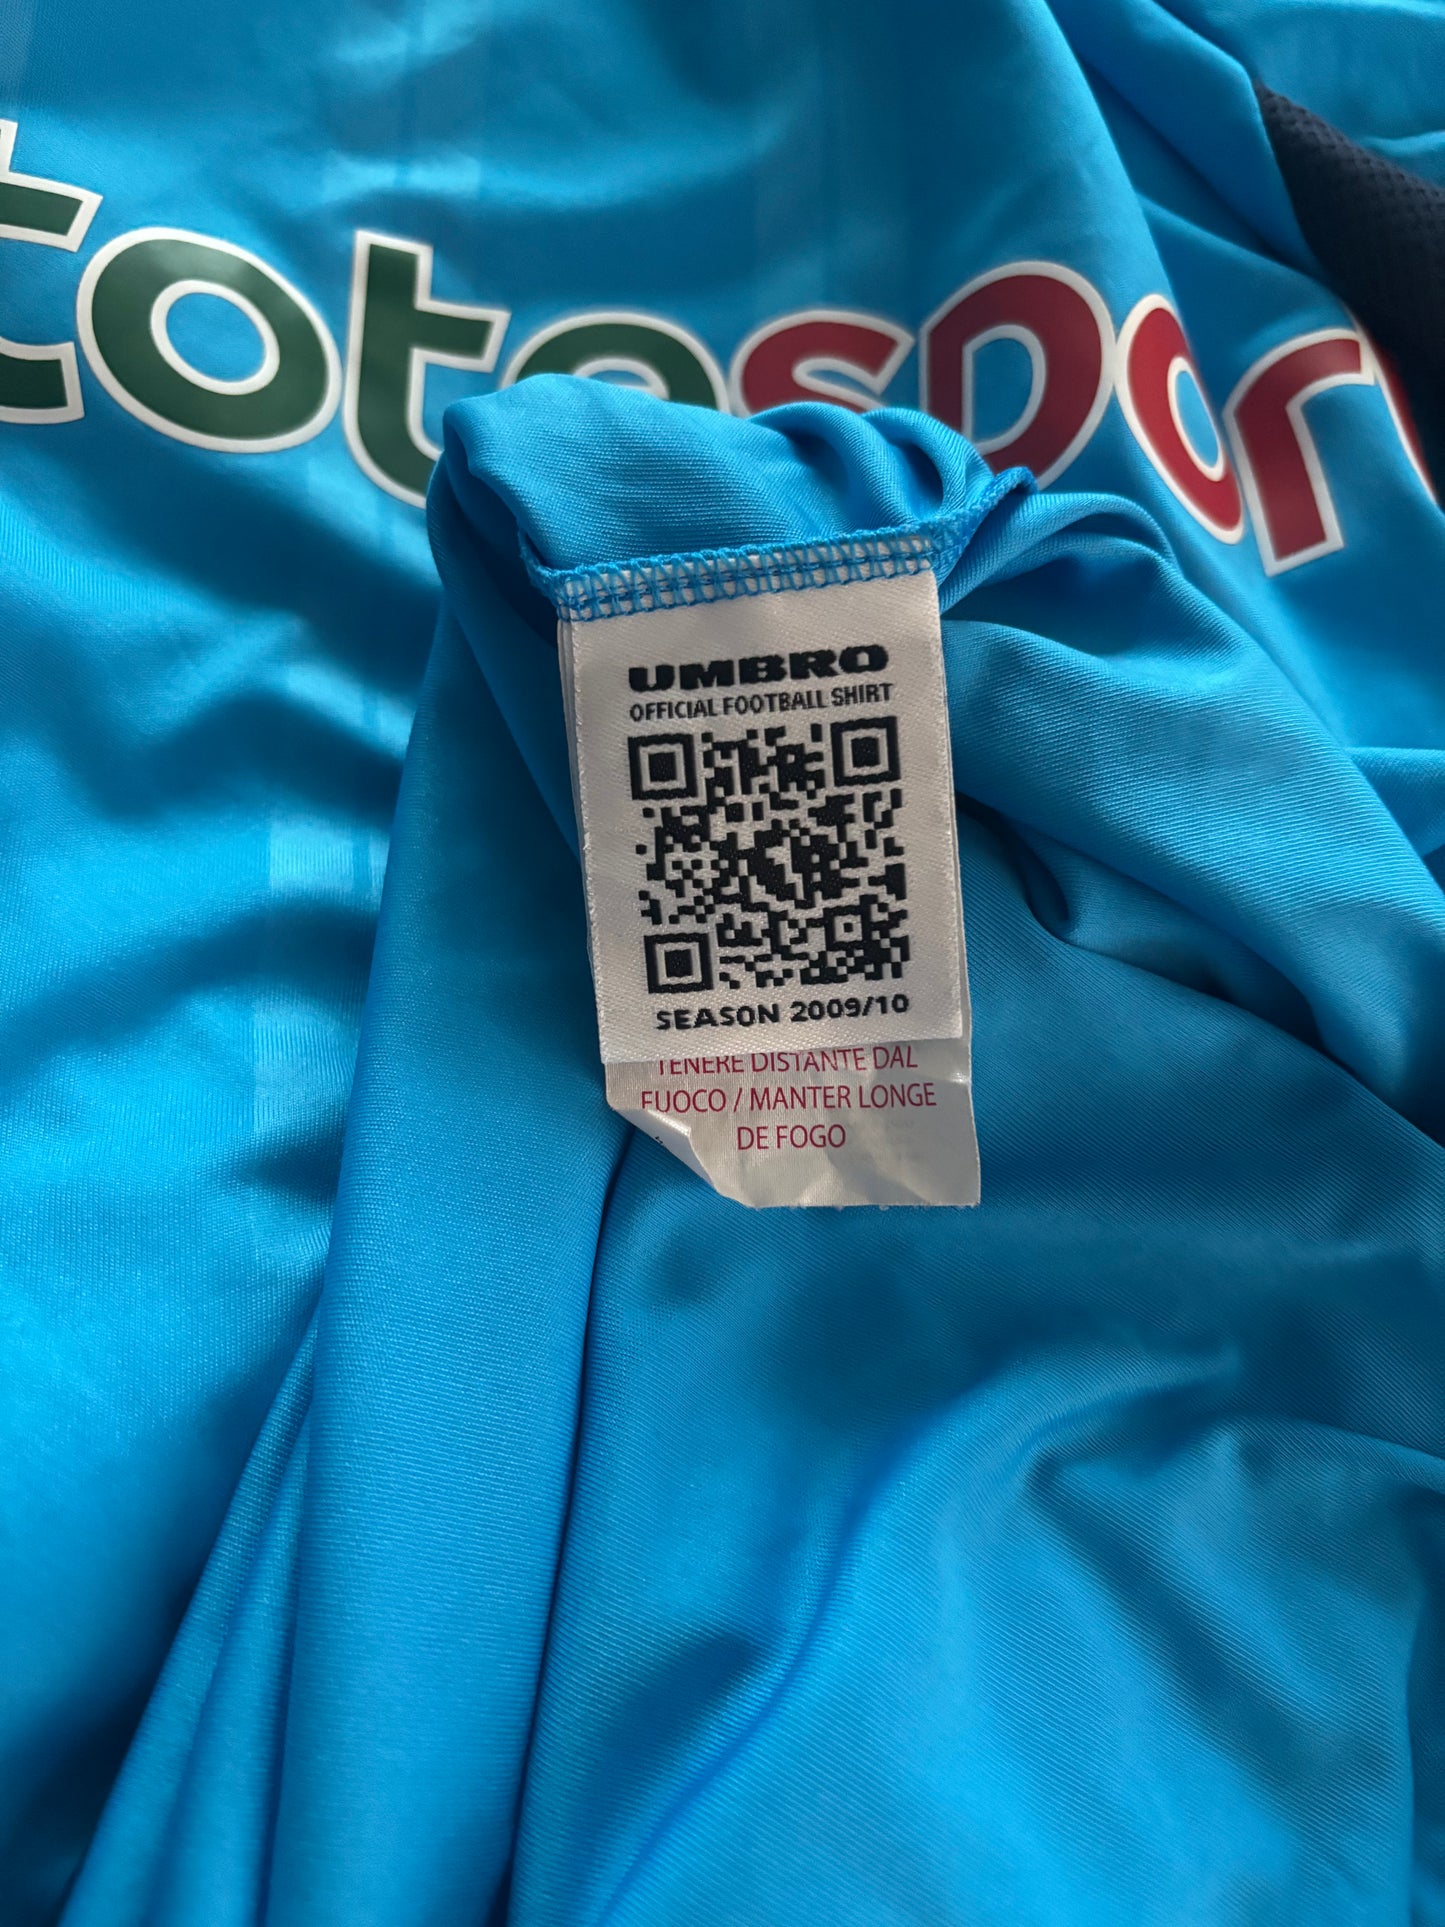 totesport
UMBRO
OFFICIAL FOOTBALL SHIRT
SEASON 2009/10
TENERE DISTANTE DAL
FUOCO / MANTER LONGE
DE FOGO